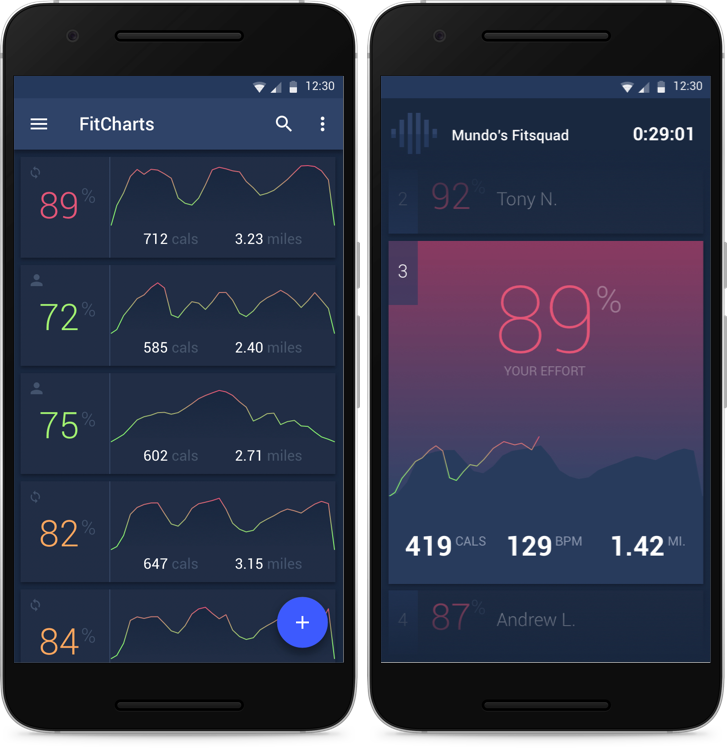 12:30
FitCharts
89%
712 cals 3.23 miles
72%
585 cals 2.40 miles
75%
602 cals 2.71 miles
82%
647 cals 3.15 miles
84%
+
12:30
Mundo's Fitsquad 0:29:01
2 92% Tony N.
3
89%
YOUR EFFORT
419 CALS 129 BPM 1.42 MI.
4 87% Andrew L.